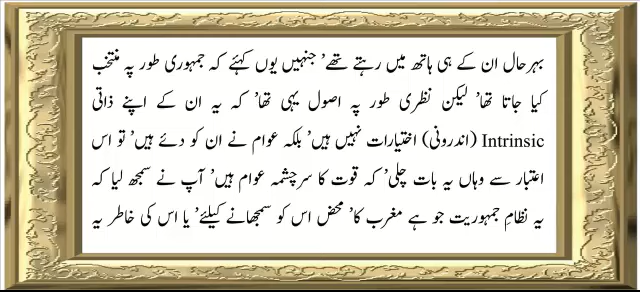 بہرحال ان کے ہی ہاتھ میں رہتے تھے’ جنہیں یوں کہئے کہ جمہوری طور پہ منتخب
کیا جاتا تھا’ لیکن نظری طور پہ اصول یہی تھا’ کہ یہ ان کے اپنے ذاتی
Intrinsic (اندرونی) اختیارات نہیں ہیں’ بلکہ عوام نے ان کو دئے ہیں’ تو اس
اعتبار سے وہاں یہ بات چلی’ کہ قوت کا سرچشمہ عوام ہیں’ آپ نے سمجھ لیا کہ
یہ نظامِ جمہوریت جو ہے مغرب کا’ محض اس کو سمجھانے کیلئے’ یا اس کی خاطر یہ